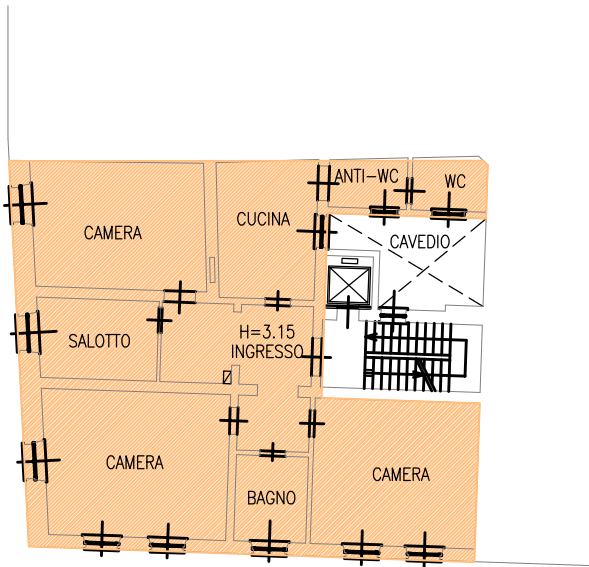 ANTI-WC
WC
CAMERA
CUCINA
CAVEDIO
SALOTTO
H=3.15
INGRESSO
CAMERA
CAMERA
BAGNO